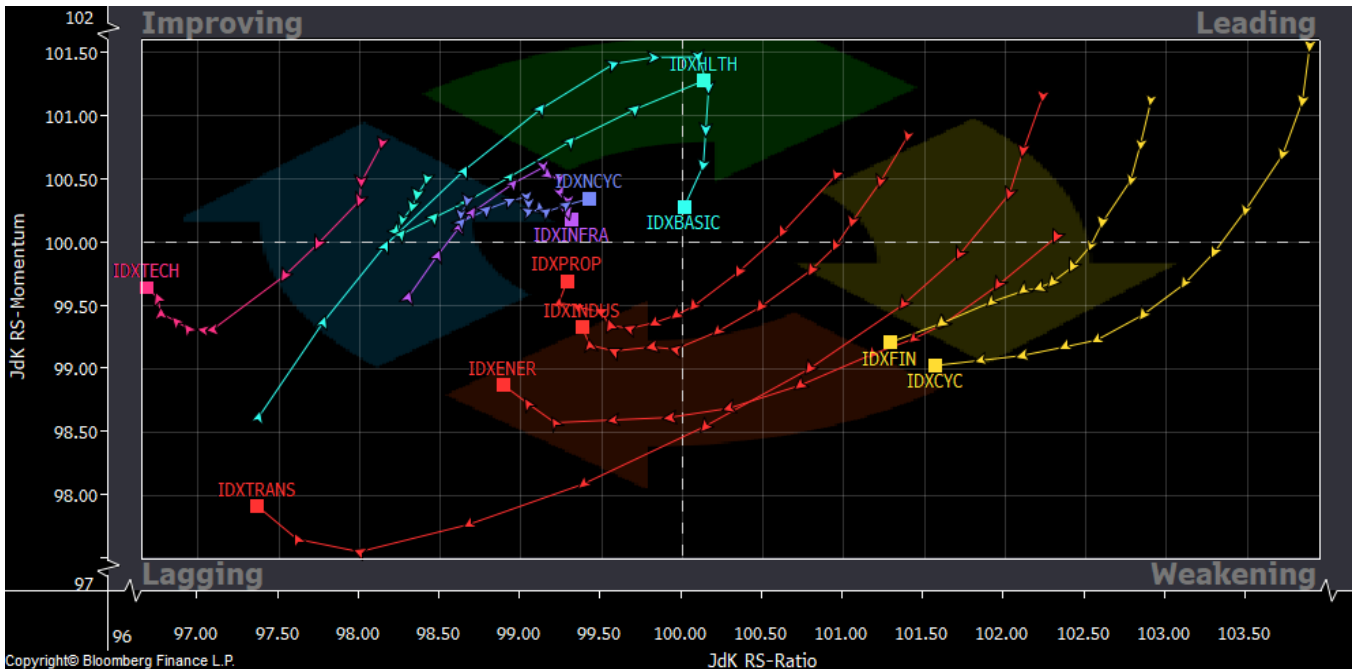 102
Improving
Leading
101.50
IDXHLTH
101.00
100.50
IDXNCYC
IDXBASIC
IDXINFRA
100.00
IDXTECH
IDXPROP
99.50
IDXINDUS
IDXENER
IDXFIN
99.00
IDXCYC
98.50
IDXTRANS
98.00
JdK RS-Momentum
97
Lagging
Weakening
96
97.00
97.50
98.00
98.50
99.00
99.50
100.00
100.50
101.00
101.50
102.00
102.50
103.00
103.50
Copyright© Bloomberg Finance L.P.
JdK RS-Ratio